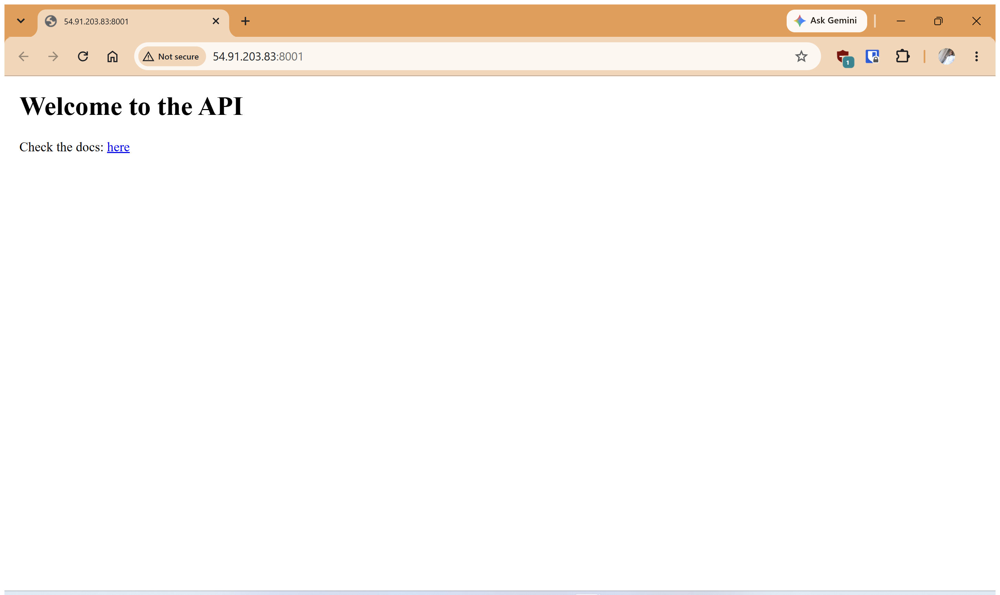 54.91.203.83:8001
Ask Gemini
Not secure
54.91.203.83:8001
1
Welcome to the API
Check the docs: here